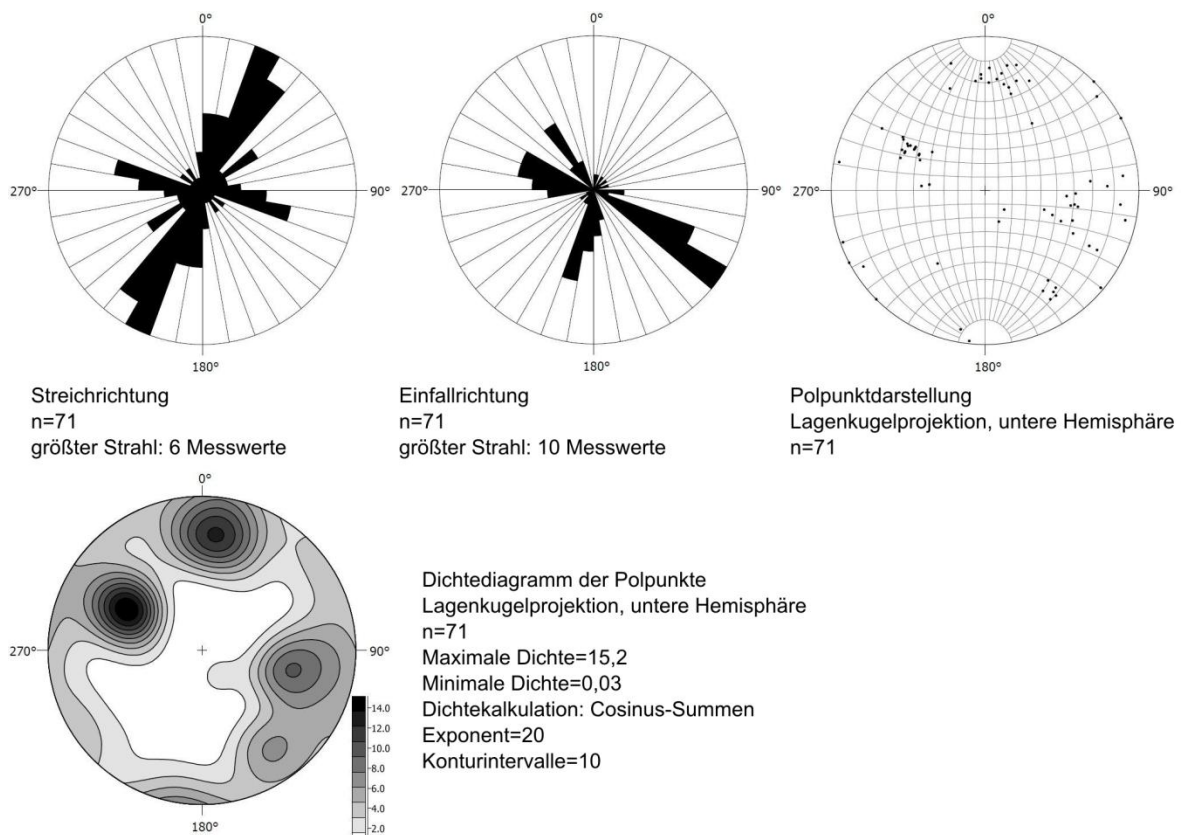 0°
270°
90°
180°
Streichrichtung
n=71
größter Strahl: 6 Messwerte
0°
270°
90°
180°
Einfallrichtung
n=71
größter Strahl: 10 Messwerte
0°
270°
90°
180°
Polpunktdarstellung
Lagenkugelprojektion, untere Hemisphäre
n=71
0°
270°
90°
180°
14.0
12.0
10.0
8.0
6.0
4.0
2.0
Dichtediagramm der Polpunkte
Lagenkugelprojektion, untere Hemisphäre
n=71
Maximale Dichte=15,2
Minimale Dichte=0,03
Dichtekalkulation: Cosinus-Summen
Exponent=20
Konturintervalle=10